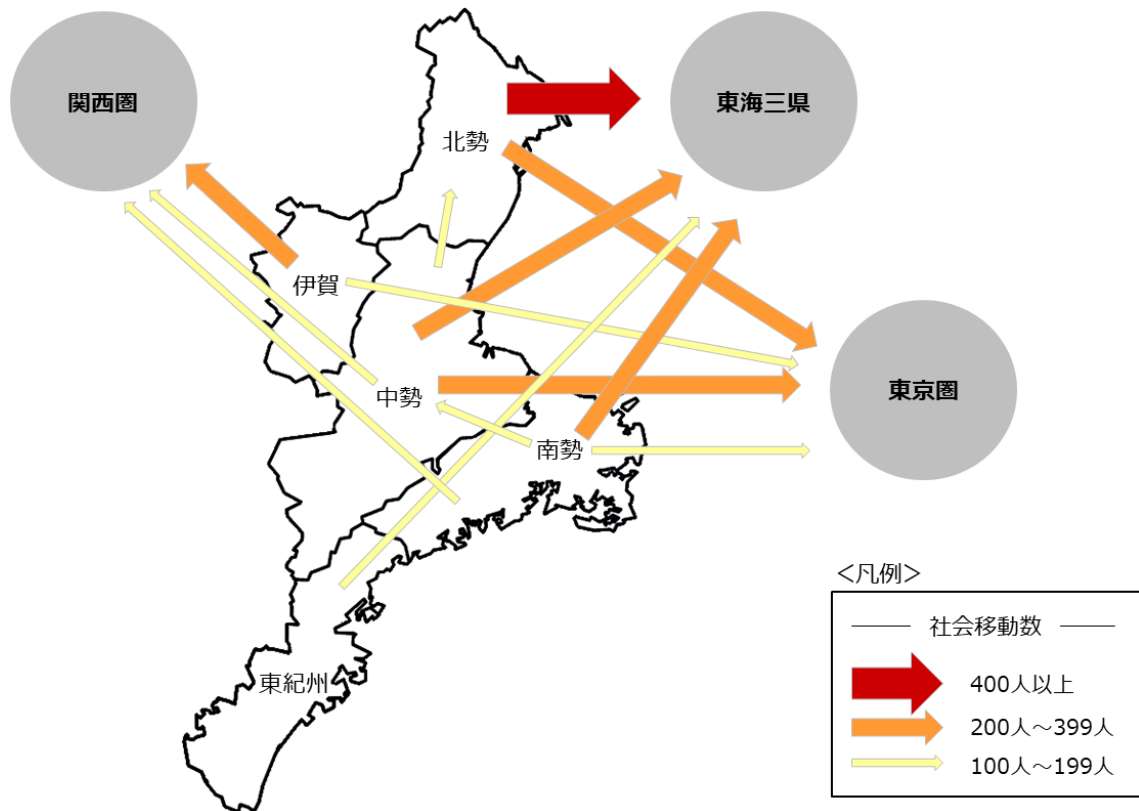 関西圏
東海三県
北勢
伊賀
中勢
東京圏
南勢
東紀州
＜凡例＞
社会移動数
400人以上
200人～399人
100人～199人